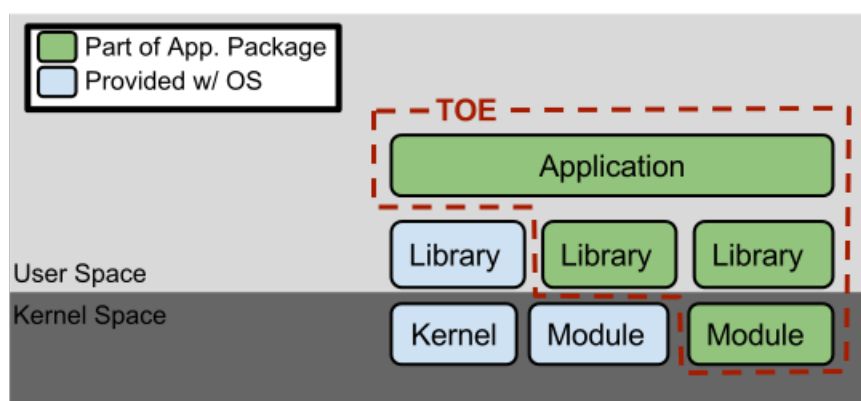 Part of App. Package
Provided w/ OS
TOE
Application
Library
Library
Library
User Space
Kernel Space
Kernel
Module
Module